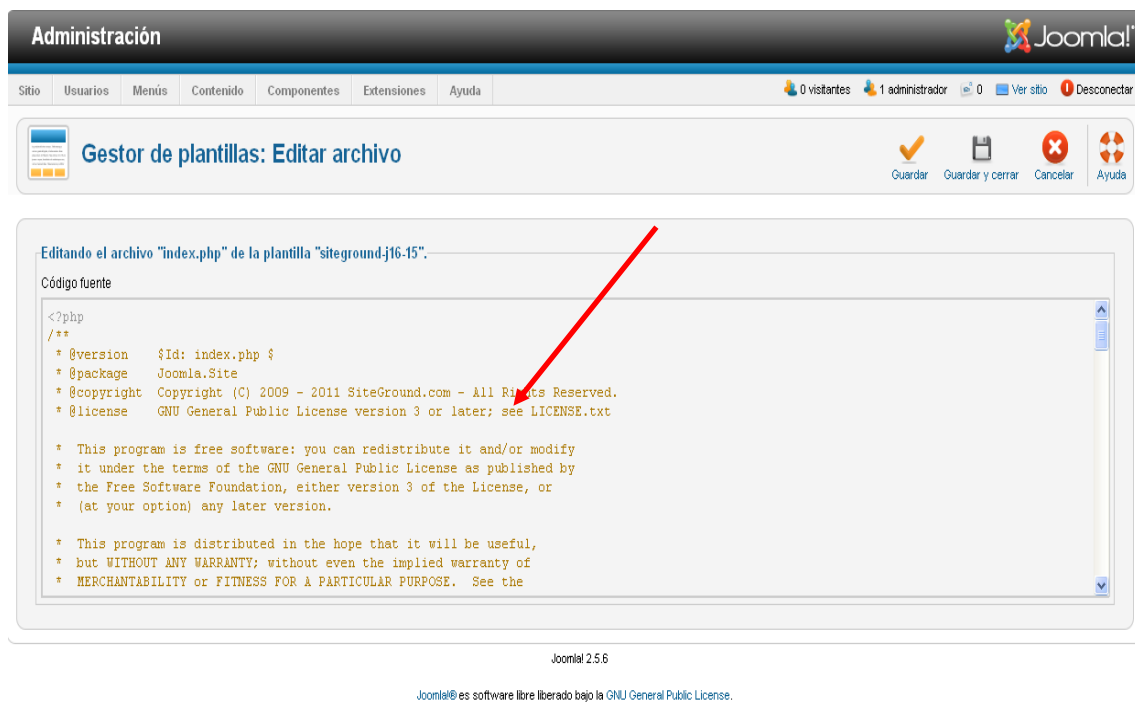 Administración
Joomla!
Sitio Usuarios Menús Contenido Componentes Extensiones Ayuda 0 visitantes 1 administrador 0 Ver sitio Desconectar
Gestor de plantillas: Editar archivo
Guardar Guardar y cerrar Cancelar Ayuda
Editando el archivo "index.php" de la plantilla "siteground-j16-15".
Código fuente
<?php
/**
* @version $Id: index.php $
* @package Joomla.Site
* @copyright Copyright (C) 2009 - 2011 SiteGround.com - All Rights Reserved.
* @license GNU General Public License version 3 or later; see LICENSE.txt
* This program is free software: you can redistribute it and/or modify
* it under the terms of the GNU General Public License as published by
* the Free Software Foundation, either version 3 of the License, or
* (at your option) any later version.
* This program is distributed in the hope that it will be useful,
* but WITHOUT ANY WARRANTY; without even the implied warranty of
* MERCHANTABILITY or FITNESS FOR A PARTICULAR PURPOSE. See the
Joomla! 2.5.6
Joomla!® es software libre liberado bajo la GNU General Public License.